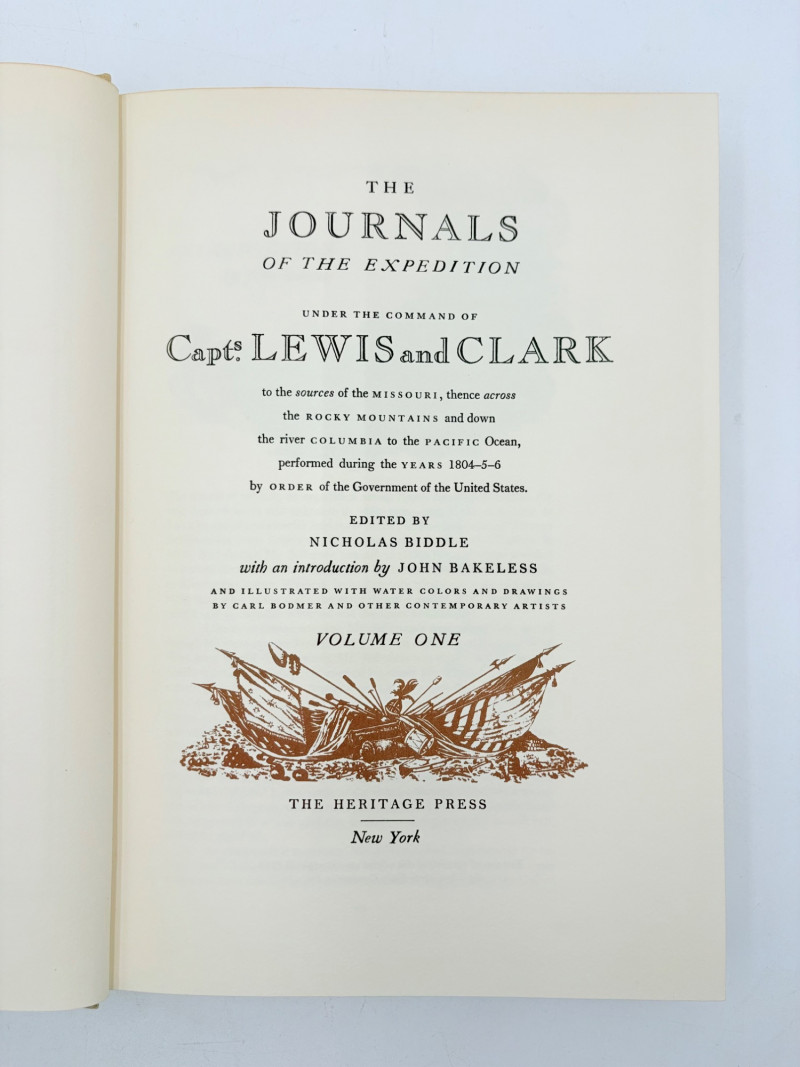 THE
JOURNALS
OF THE EXPEDITION
UNDER THE COMMAND OF
Capts. LEWIS and CLARK
to the sources of the MISSOURI, thence across
the ROCKY MOUNTAINS and down
the river COLUMBIA to the PACIFIC Ocean,
performed during the YEARS 1804–5–6
by ORDER of the Government of the United States.
EDITED BY
NICHOLAS BIDDLE
with an introduction by JOHN BAKELESS
AND ILLUSTRATED WITH WATER COLORS AND DRAWINGS
BY CARL BODMER AND OTHER CONTEMPORARY ARTISTS
VOLUME ONE
THE HERITAGE PRESS
New York